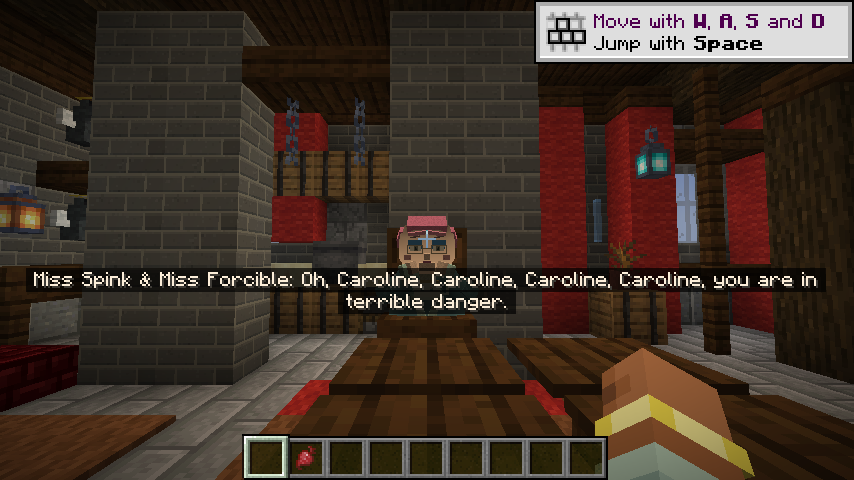 Move with W, A, S and D
Jump with Space
Miss Spink & Miss Forcible: Oh, Caroline, Caroline, Caroline, Caroline, you are in
terrible danger.